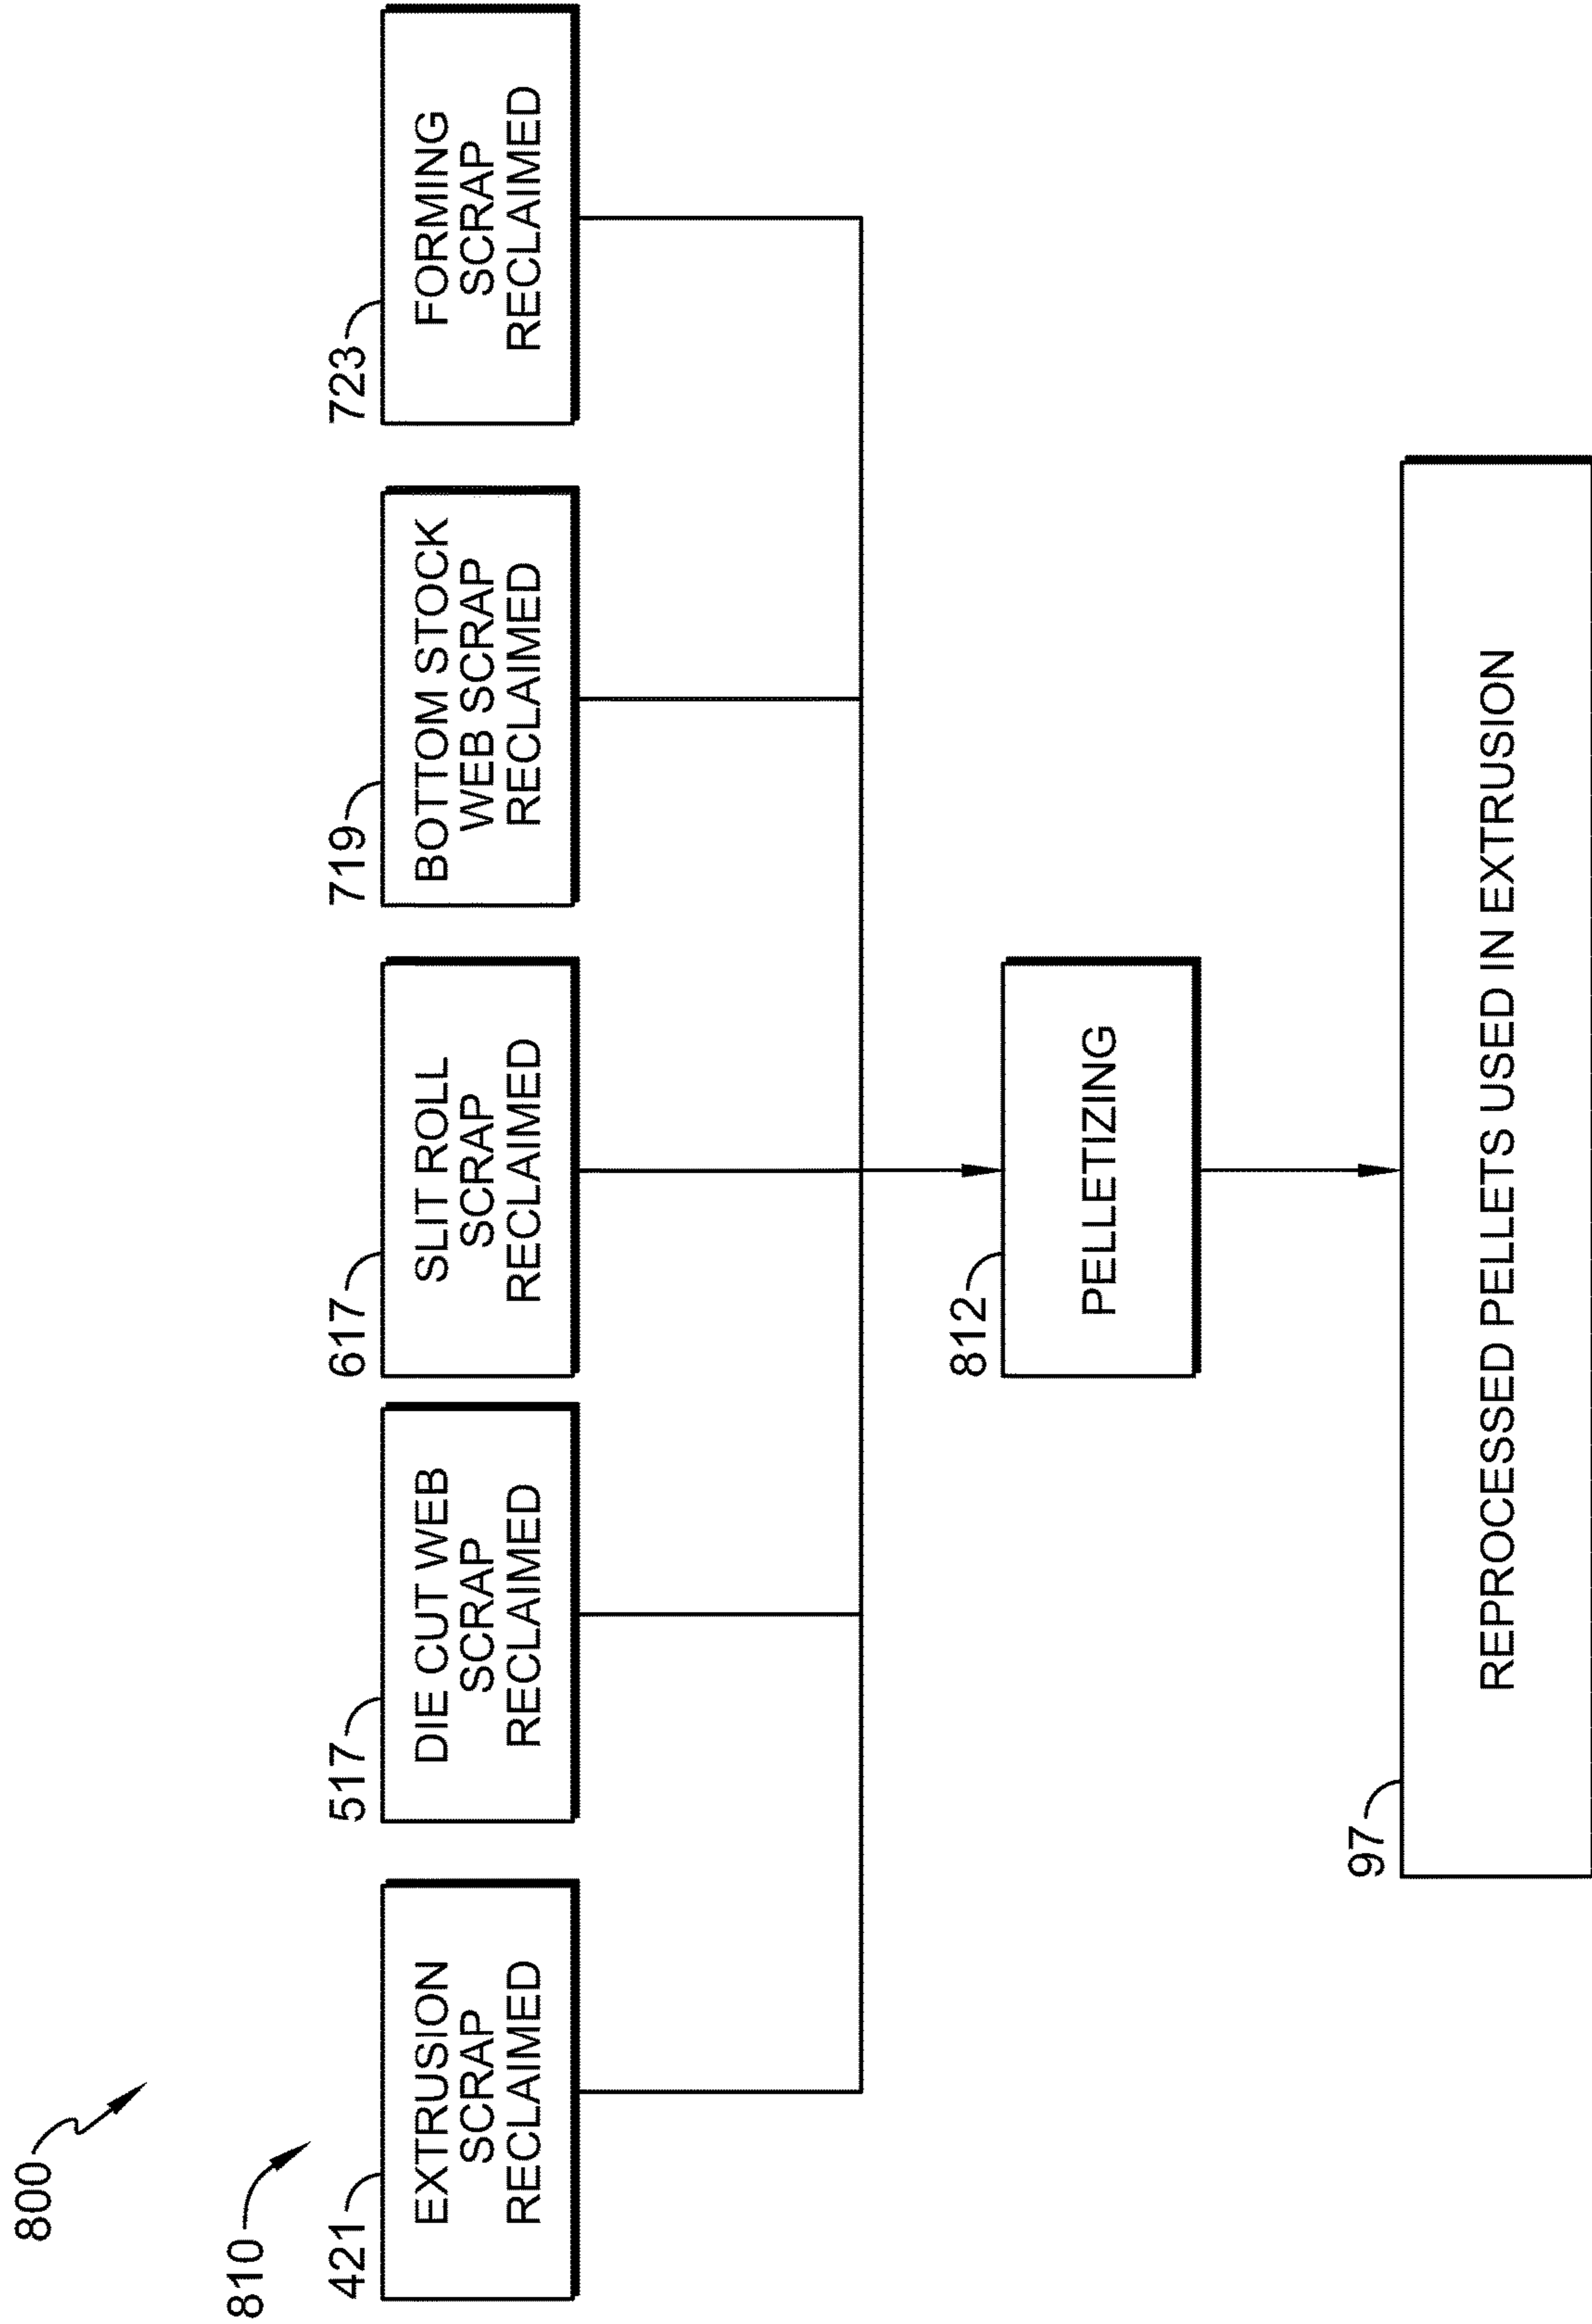 800
810
421
EXTRUSION
SCRAP
RECLAIMED
517
DIE CUT WEB
SCRAP
RECLAIMED
617
SLIT ROLL
SCRAP
RECLAIMED
719
BOTTOM STOCK
WEB SCRAP
RECLAIMED
723
FORMING
SCRAP
RECLAIMED
812
PELLETIZING
97
REPROCESSED PELLETS USED IN EXTRUSION